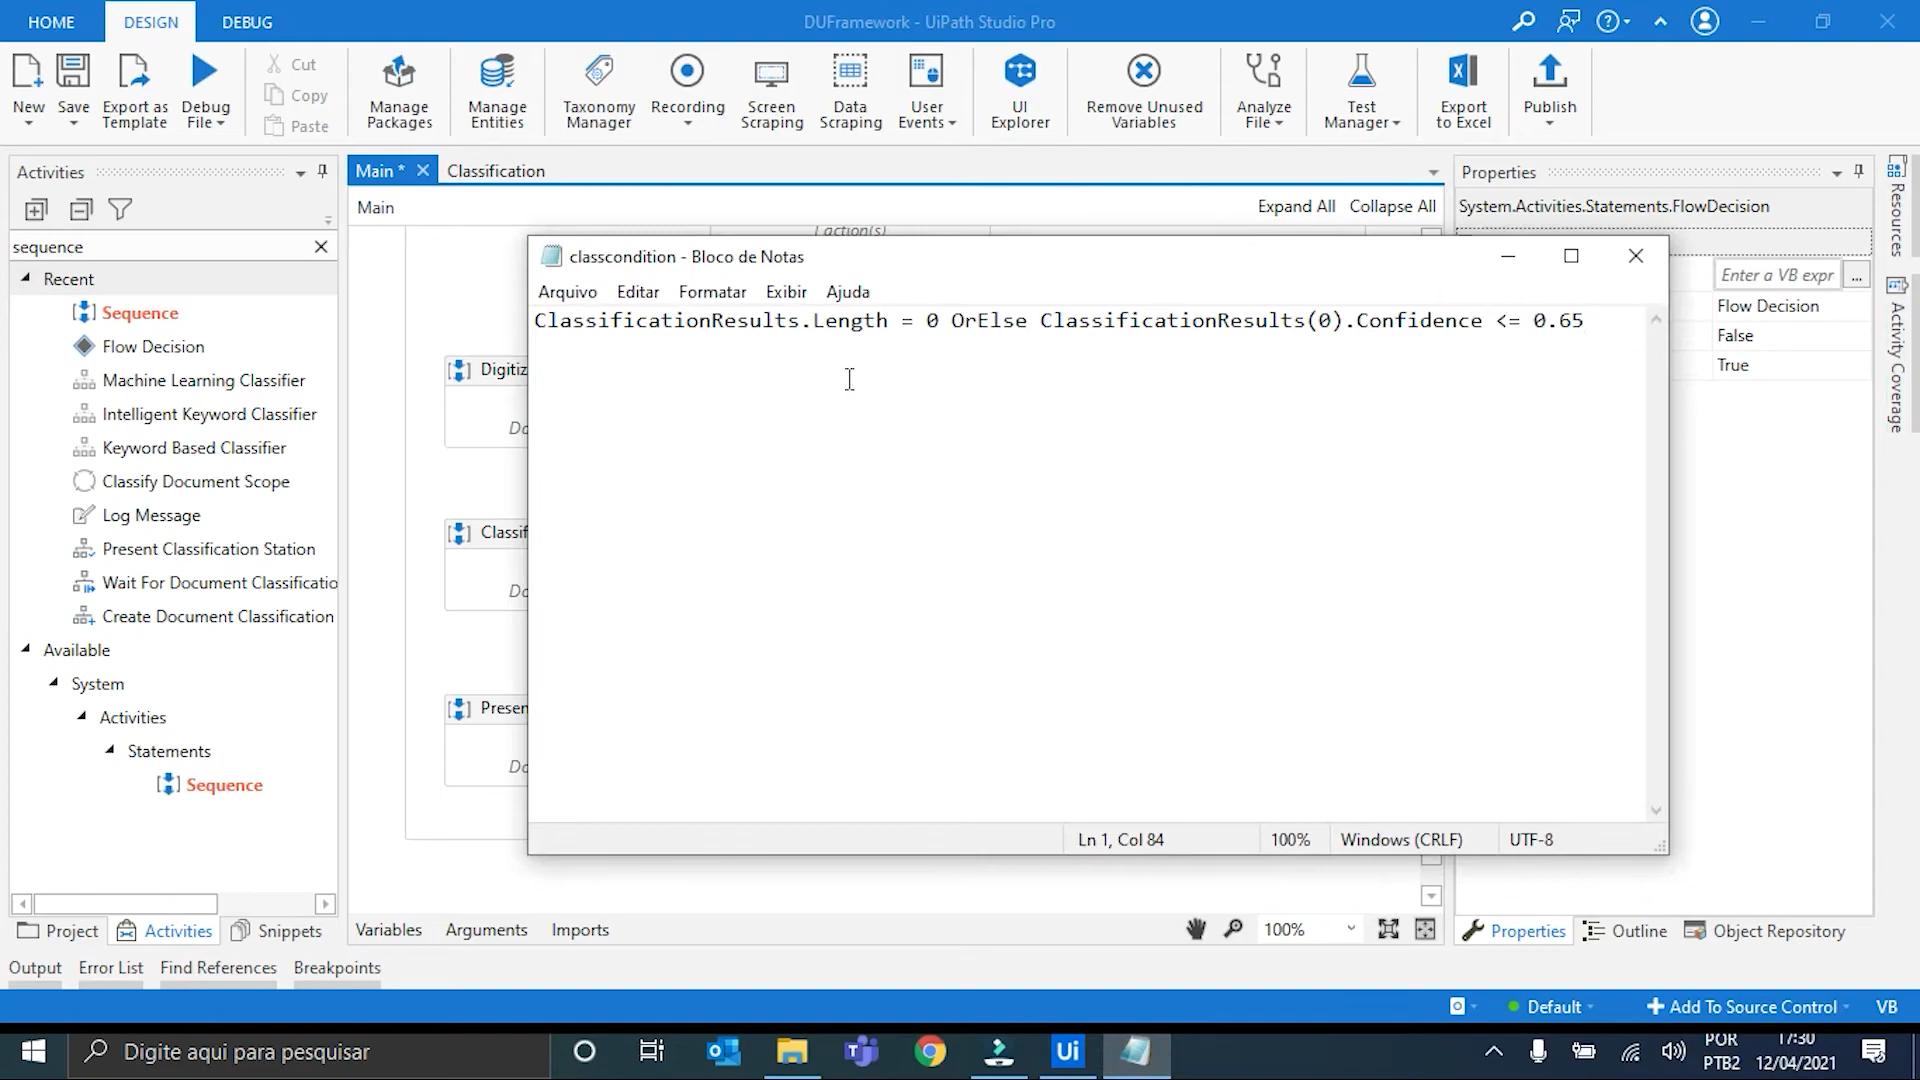 HOME DESIGN DEBUG DUFramework - UiPath Studio Pro
New Save Export as Template Debug File
Cut
Copy
Paste
Manage Packages
Manage Entities
Taxonomy Manager
Recording
Screen Scraping
Data Scraping
User Events
UI Explorer
Remove Unused Variables
Analyze File
Test Manager
Export to Excel
Publish
Activities
sequence
Recent
Sequence
Flow Decision
Machine Learning Classifier
Intelligent Keyword Classifier
Keyword Based Classifier
Classify Document Scope
Log Message
Present Classification Station
Wait For Document Classificatio
Create Document Classification
Available
System
Activities
Statements
Sequence
Project Activities Snippets
Main * Classification
Main Expand All Collapse All
Digitiz
Do
Classif
Do
Presen
Do
classcondition - Bloco de Notas
Arquivo Editar Formatar Exibir Ajuda
ClassificationResults.Length = 0 OrElse ClassificationResults(0).Confidence <= 0.65
Ln 1, Col 84 100% Windows (CRLF) UTF-8
Variables Arguments Imports 100%
Properties
System.Activities.Statements.FlowDecision
Enter a VB expr ...
Flow Decision
False
True
Properties Outline Object Repository
Resources
Activity Coverage
Output Error List Find References Breakpoints
Default Add To Source Control VB
Digite aqui para pesquisar
Ui
POR 17:30
PTB2 12/04/2021